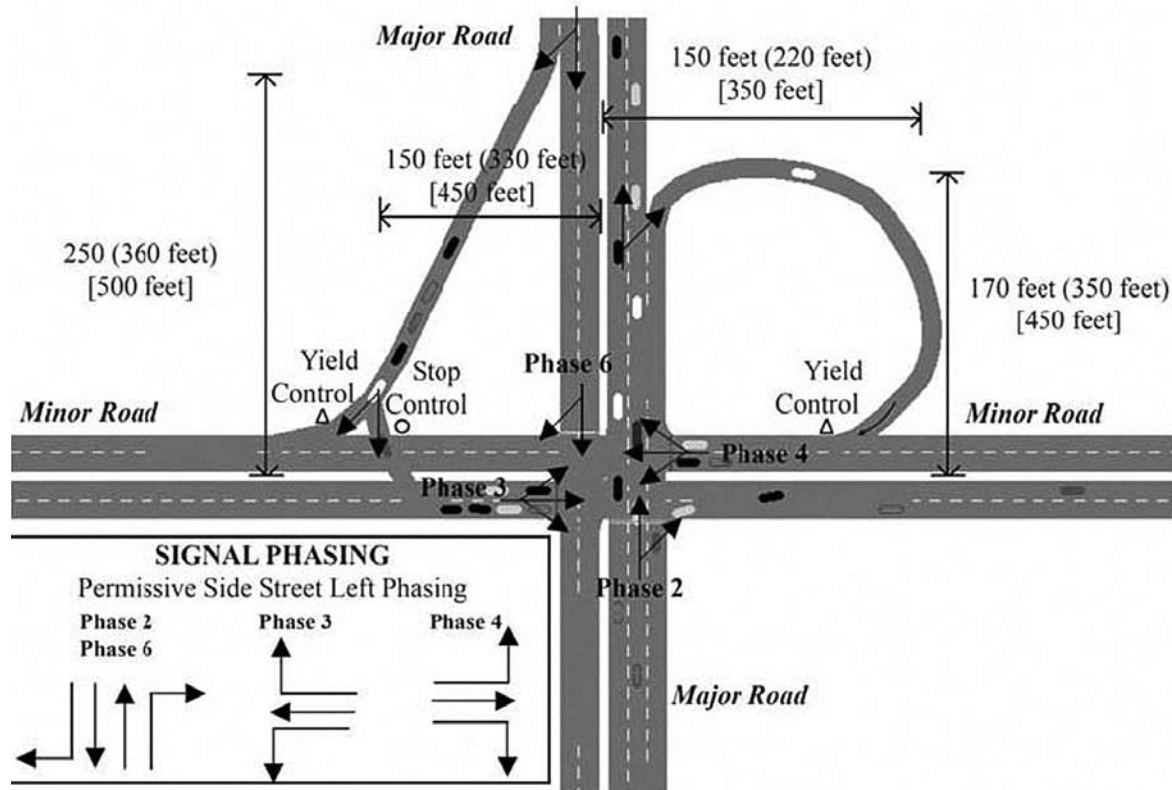 Major Road
150 feet (220 feet)
[350 feet]
150 feet (330 feet)
[450 feet]
250 (360 feet)
[500 feet]
170 feet (350 feet)
[450 feet]
Yield
Control
Stop
Control
Phase 6
Yield
Control
Minor Road
Minor Road
Phase 4
Phase 3
Phase 2
Major Road
SIGNAL PHASING
Permissive Side Street Left Phasing
Phase 2
Phase 6
Phase 3
Phase 4